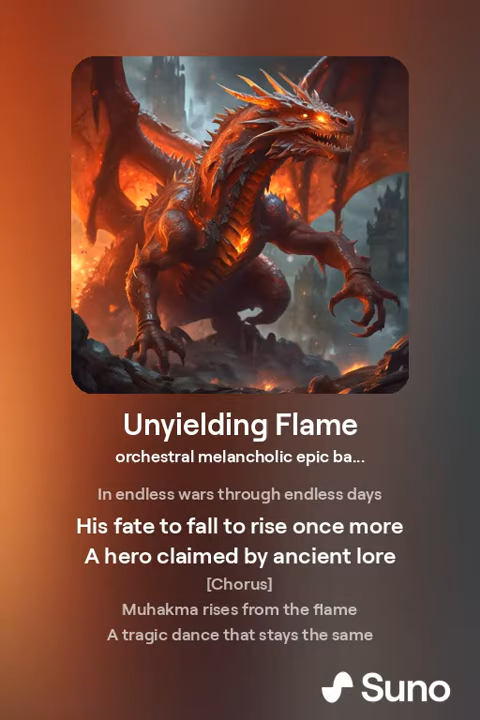 Unyielding Flame
orchestral melancholic epic ba...
In endless wars through endless days
His fate to fall to rise once more
A hero claimed by ancient lore
[Chorus]
Muhakma rises from the flame
A tragic dance that stays the same
Suno